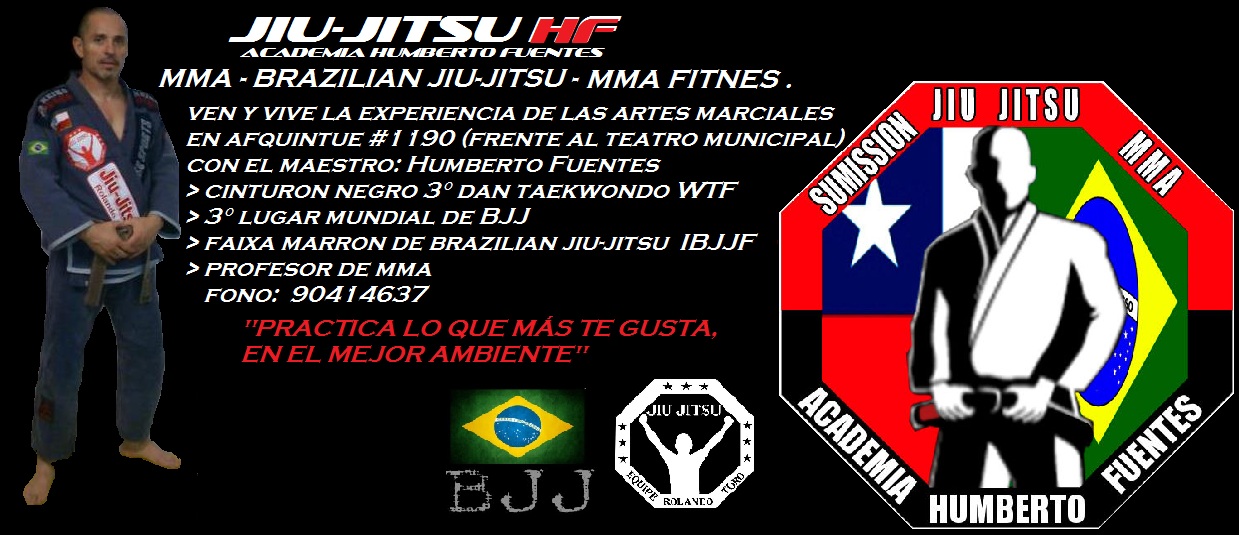 JIU-JITSU HF
ACADEMIA HUMBERTO FUENTES
MMA - BRAZILIAN JIU-JITSU - MMA FITNES .
VEN Y VIVE LA EXPERIENCIA DE LAS ARTES MARCIALES
EN AFQUINTUE #1190 (FRENTE AL TEATRO MUNICIPAL)
CON EL MAESTRO: HUMBERTO FUENTES
> CINTURON NEGRO 3º DAN TAEKWONDO WTF
> 3º LUGAR MUNDIAL DE BJJ
> FAIXA MARRON DE BRAZILIAN JIU-JITSU IBJJF
> PROFESOR DE MMA
FONO: 90414637
"PRACTICA LO QUE MÁS TE GUSTA,
EN EL MEJOR AMBIENTE"
BJJ
JIU JITSU
EQUIPE ROLANDO TORO
SUMISSION JIU JITSU MMA
ACADEMIA HUMBERTO FUENTES
Jiu-Jits
Rolando